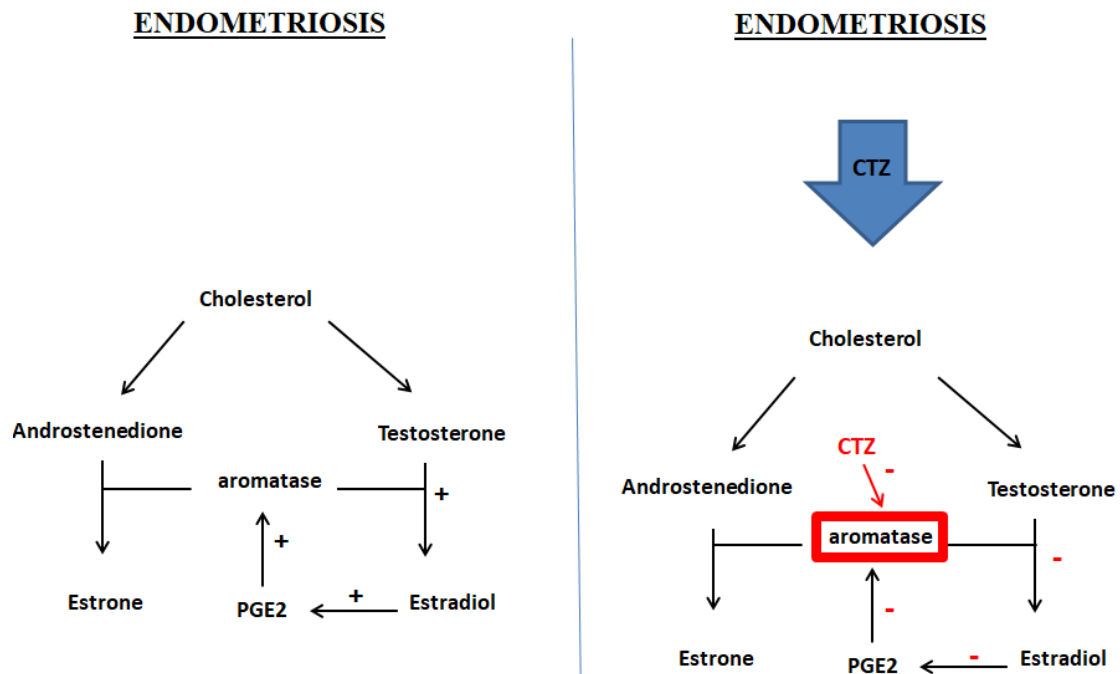 ENDOMETRIOSIS
Cholesterol
Androstenedione
Testosterone
aromatase
+
+
Estrone
PGE2
+
Estradiol
ENDOMETRIOSIS
CTZ
Cholesterol
CTZ
-
Androstenedione
Testosterone
aromatase
-
-
Estrone
PGE2
-
Estradiol